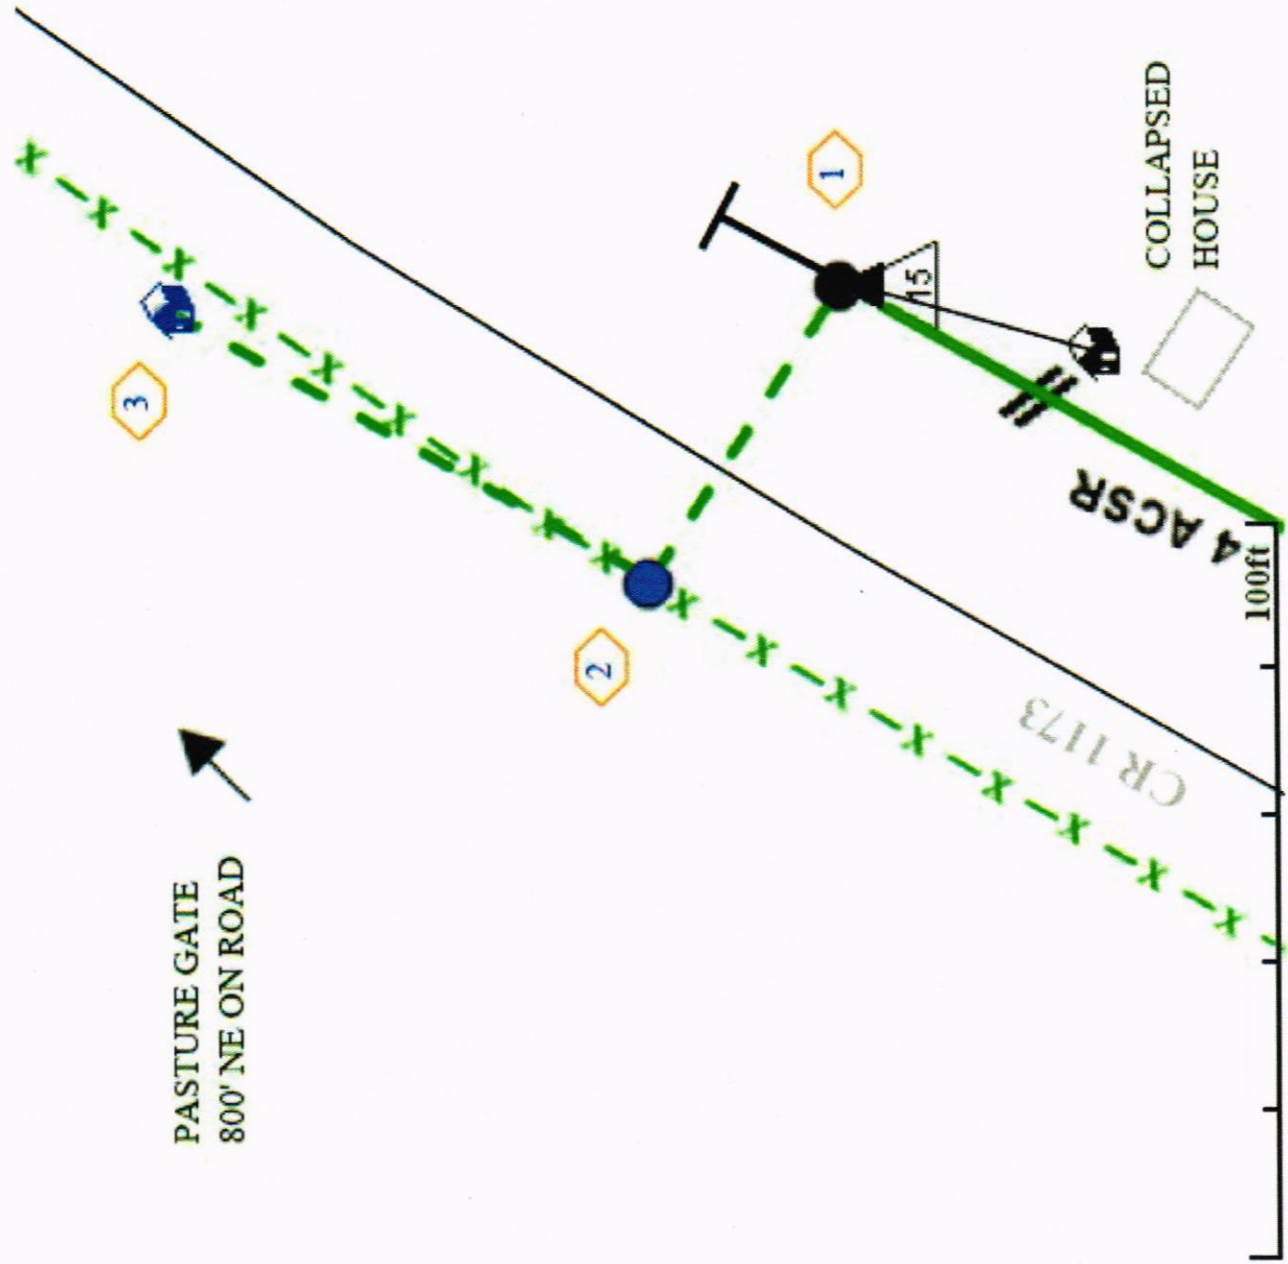 PASTURE GATE
800' NE ON ROAD
3
2
1
15
COLLAPSED
HOUSE
4 ACSR
CR 1173
100ft